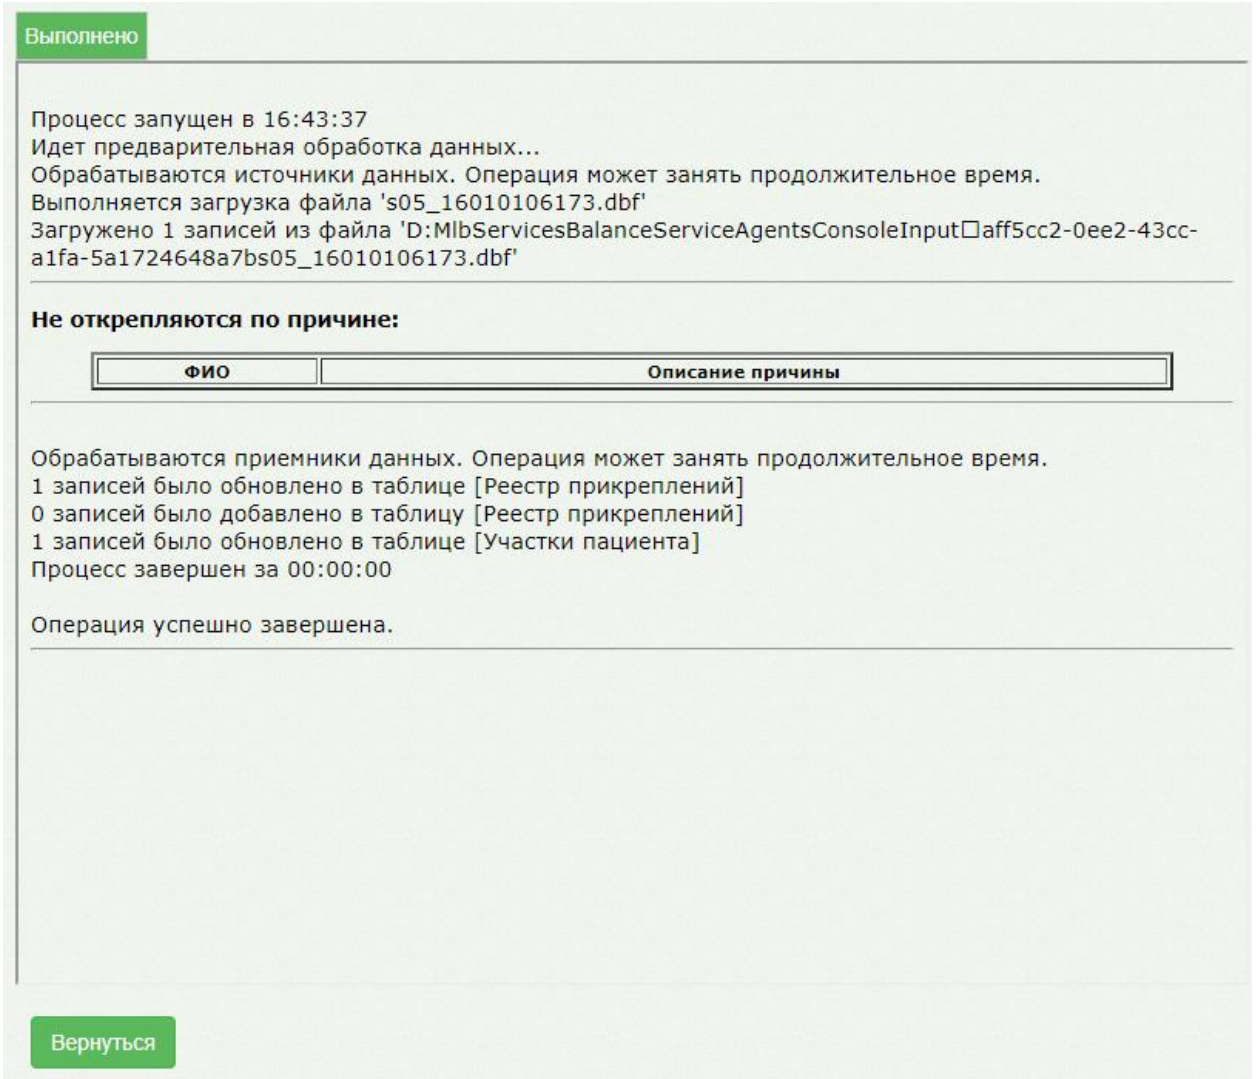 Выполнено
Процесс запущен в 16:43:37
Идет предварительная обработка данных...
Обрабатываются источники данных. Операция может занять продолжительное время.
Выполняется загрузка файла 's05_16010106173.dbf'
Загружено 1 записей из файла 'D:MlbServicesBalanceServiceAgentsConsoleInput□aff5cc2-0ee2-43cc-
a1fa-5a1724648a7bs05_16010106173.dbf'
Не открепляются по причине:
ФИО Описание причины
Обрабатываются приемники данных. Операция может занять продолжительное время.
1 записей было обновлено в таблице [Реестр прикреплений]
0 записей было добавлено в таблицу [Реестр прикреплений]
1 записей было обновлено в таблице [Участки пациента]
Процесс завершен за 00:00:00
Операция успешно завершена.
Вернуться